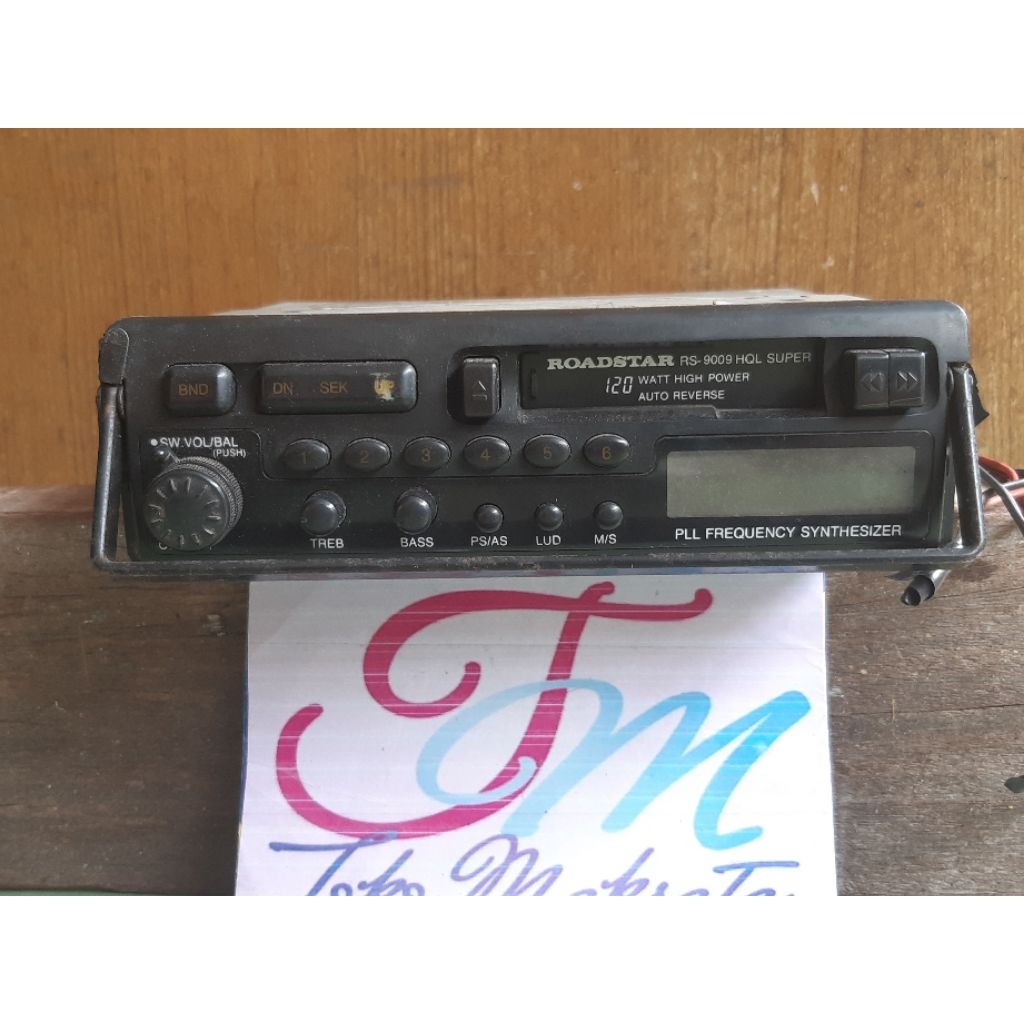 ROADSTAR RS-9009 HQL SUPER
120 WATT HIGH POWER
AUTO REVERSE
BND
DN SEK UP
SW.VOL/BAL
(PUSH)
1 2 3 4 5 6
TREB BASS PS/AS LUD M/S
PLL FREQUENCY SYNTHESIZER
TM
Toko